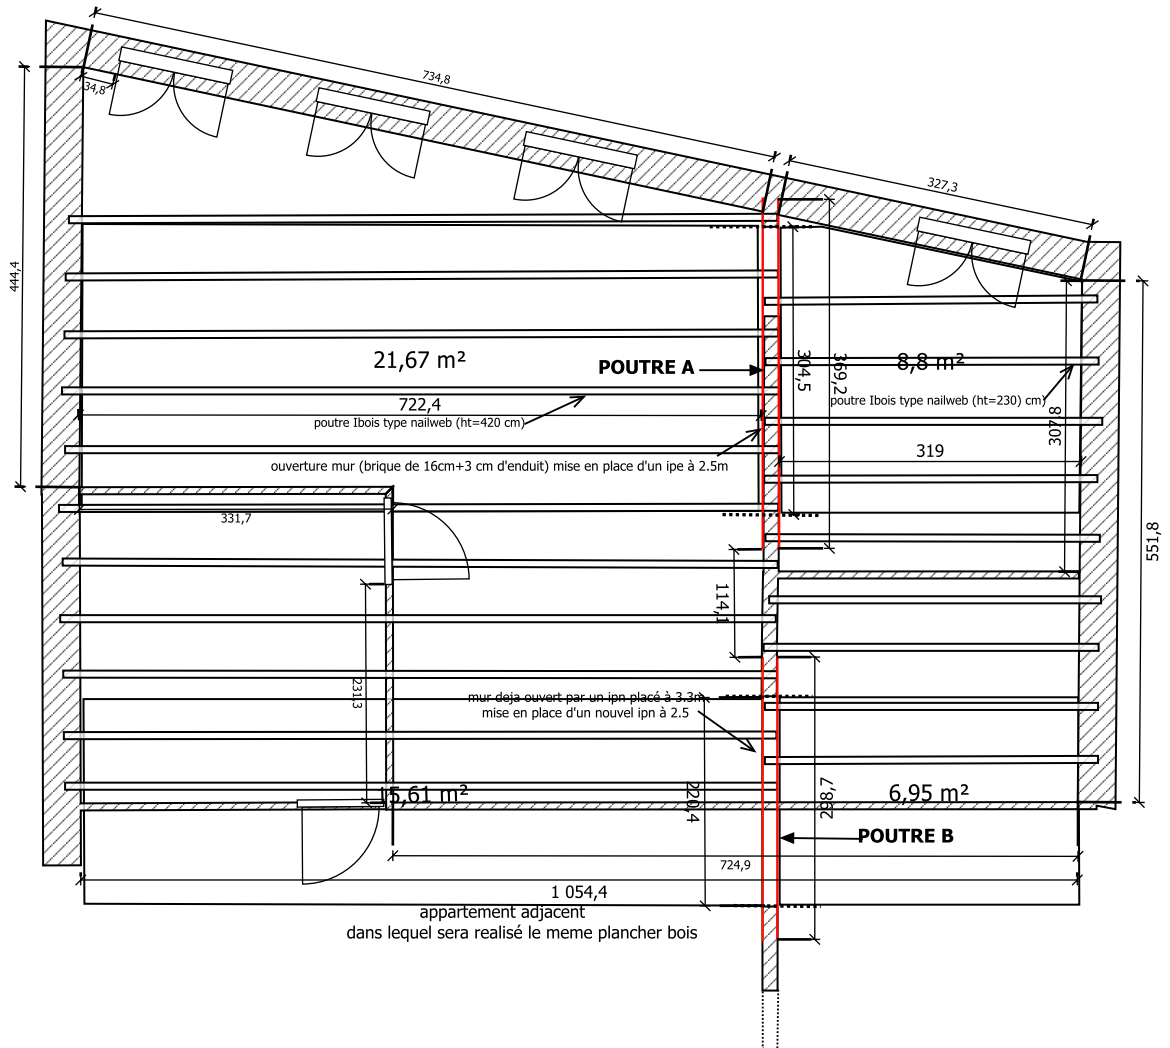 734,8
34,8
327,3
444,4
21,67 m²
POUTRE A
304,5
369,2
8,8 m²
poutre Ibois type nailweb (ht=230) cm)
307,8
722,4
poutre Ibois type nailweb (ht=420 cm)
319
ouverture mur (brique de 16cm+3 cm d'enduit) mise en place d'un ipe à 2.5m
331,7
551,8
114,1
2313
mur deja ouvert par un ipn placé à 3.3m
mise en place d'un nouvel ipn à 2.5
15,61 m²
220,4
298,7
6,95 m²
POUTRE B
724,9
1 054,4
appartement adjacent
dans lequel sera realisé le meme plancher bois